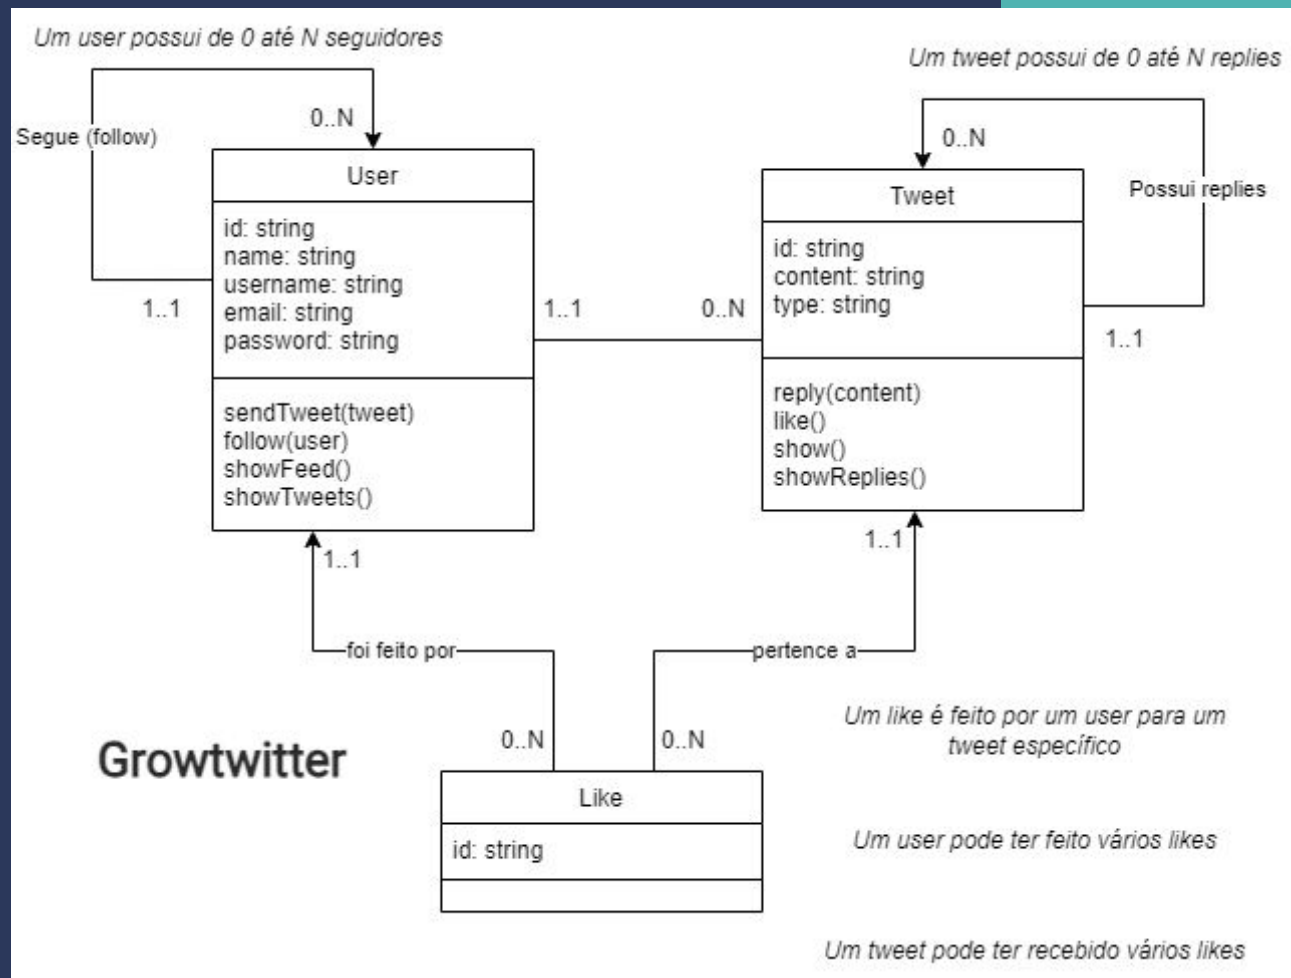 Um user possui de 0 até N seguidores
Um tweet possui de 0 até N replies
0..N
Segue (follow)
User
id: string
name: string
username: string
email: string
password: string
sendTweet(tweet)
follow(user)
showFeed()
showTweets()
1..1
1..1
0..N
0..N
Possui replies
Tweet
id: string
content: string
type: string
reply(content)
like()
show()
showReplies()
1..1
1..1
1..1
foi feito por
pertence a
0..N
0..N
Um like é feito por um user para um
tweet específico
Growtwitter
Like
id: string
Um user pode ter feito vários likes
Um tweet pode ter recebido vários likes